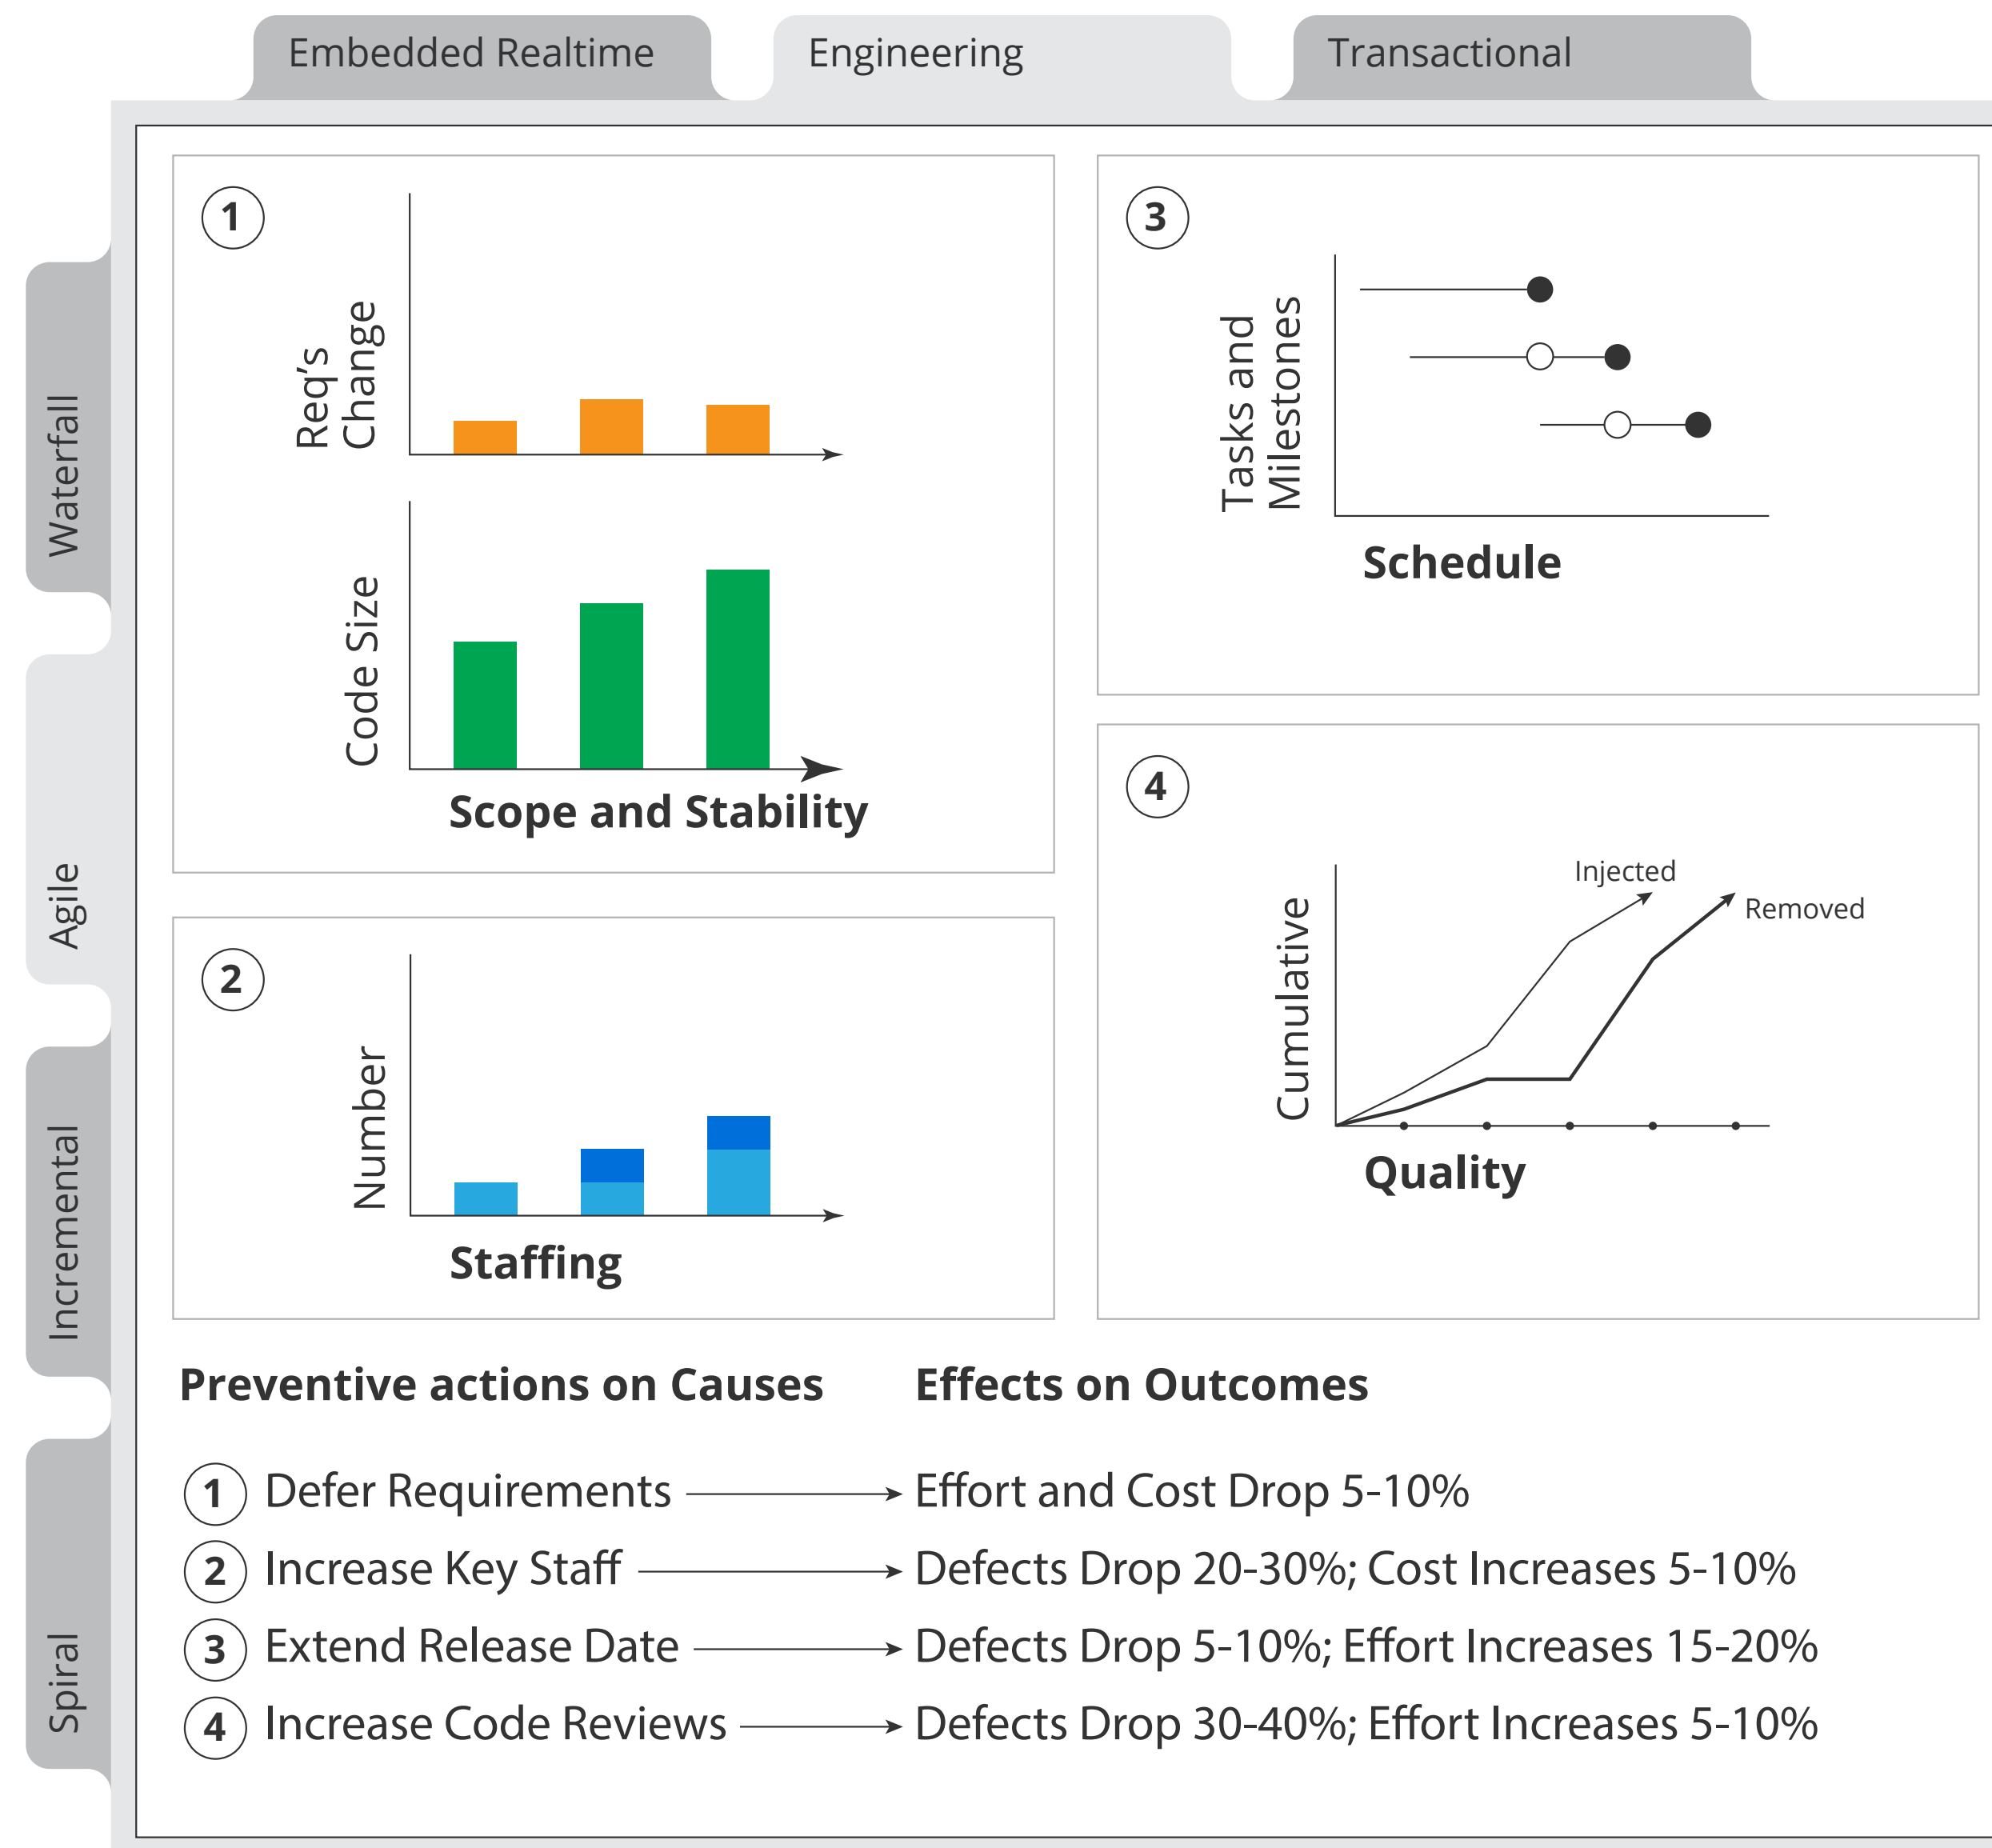 Embedded Realtime
Engineering
Transactional
Waterfall
Agile
Incremental
Spiral
1
Req's
Change
Code Size
Scope and Stability
2
Number
Staffing
3
Tasks and
Milestones
Schedule
4
Cumulative
Injected
Removed
Quality
Preventive actions on Causes
Effects on Outcomes
1 Defer Requirements Effort and Cost Drop 5-10%
2 Increase Key Staff Defects Drop 20-30%; Cost Increases 5-10%
3 Extend Release Date Defects Drop 5-10%; Effort Increases 15-20%
4 Increase Code Reviews Defects Drop 30-40%; Effort Increases 5-10%